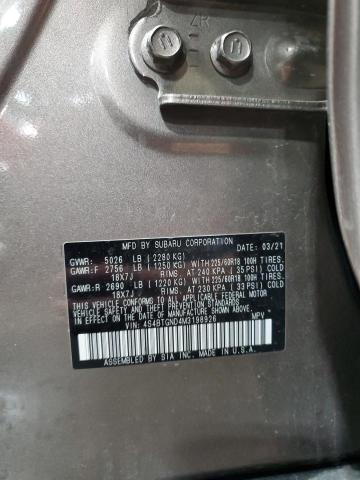 7R
MFD. BY SUBARU CORPORATION DATE: 03/21
GVWR: 5026 LB (2280 KG)
GAWR:F 2756 LB (1250 KG) WITH 225/60R18 100H TIRES,
18X7J RIMS, AT 240 KPA (35 PSI) COLD
GAWR:R 2690 LB (1220 KG) WITH 225/60R18 100H TIRES,
18X7J RIMS, AT 230 KPA (33 PSI) COLD
THIS VEHICLE CONFORMS TO ALL APPLICABLE FEDERAL MOTOR
VEHICLE SAFETY AND THEFT PREVENTION STANDARDS IN
EFFECT ON THE DATE OF MANUFACTURE SHOWN ABOVE.
VIN: 4S4BTGND4M3198926 MPV
ASSEMBLED BY SIA INC. MADE IN U.S.A.